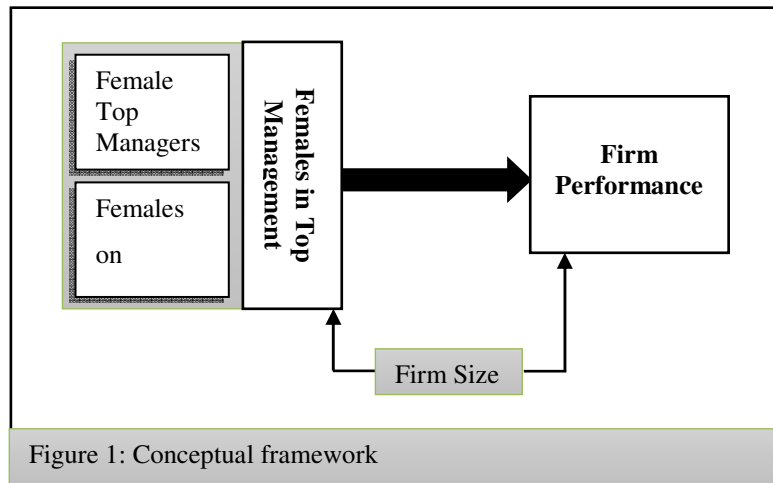 Female
Top
Managers
Females
on
Females in Top
Management
Firm
Performance
Firm Size
Figure 1: Conceptual framework